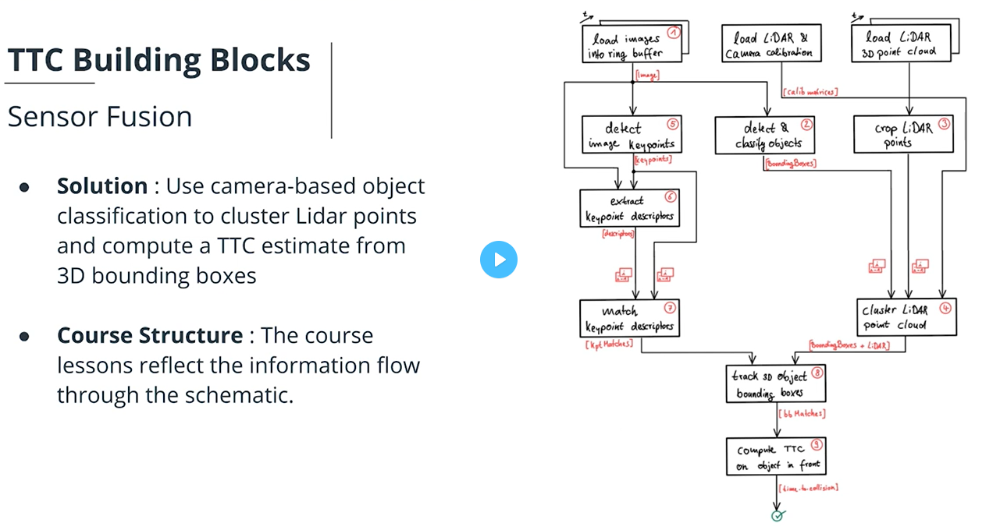 TTC Building Blocks
Sensor Fusion
● Solution : Use camera-based object
classification to cluster Lidar points
and compute a TTC estimate from
3D bounding boxes
● Course Structure : The course
lessons reflect the information flow
through the schematic.
t
load images
into ring buffer
1
load LiDAR &
camera calibration
t
load LiDAR
3D point cloud
[Image]
[calib matrices]
detect
image keypoints
5
detect &
classify objects
2
crop LiDAR
points
3
[keypoints]
[BoundingBoxes]
extract
keypoint descriptors
6
[descriptors]
match
keypoint descriptors
7
cluster LiDAR
point cloud
4
[Kpt Matches]
[BoundingBoxes + LiDAR]
track 3D object
bounding boxes
8
[bb Matches]
compute TTC
on object in front
9
[time-to-collision]